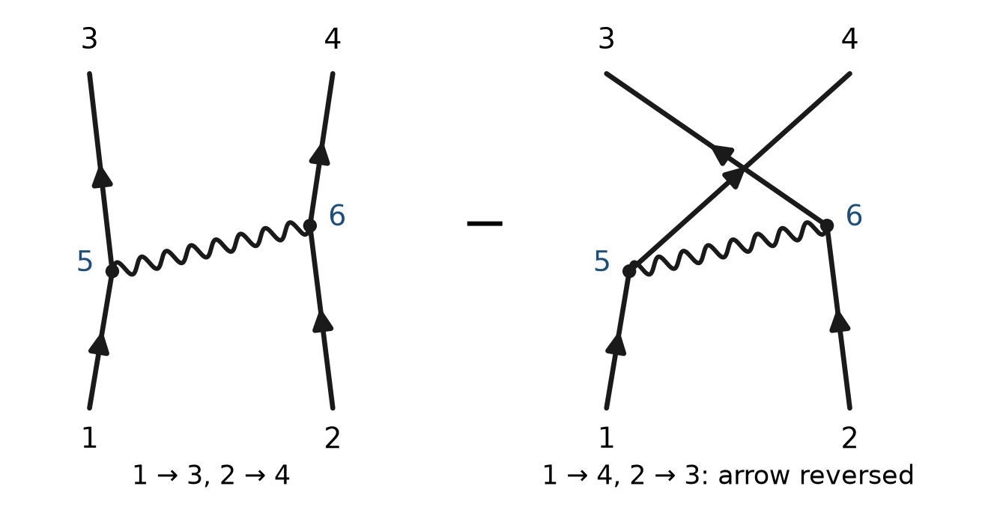 3 4 3 4
6 6
−
5 5
1 2 1 2
1 → 3, 2 → 4
1 → 4, 2 → 3: arrow reversed